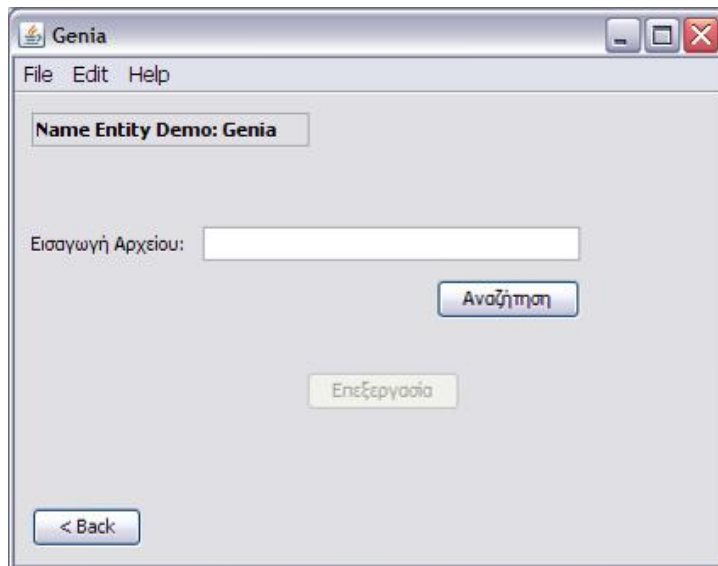 Genia
File Edit Help
Name Entity Demo: Genia
Εισαγωγή Αρχείου:
Αναζήτηση
Επεξεργασία
< Back